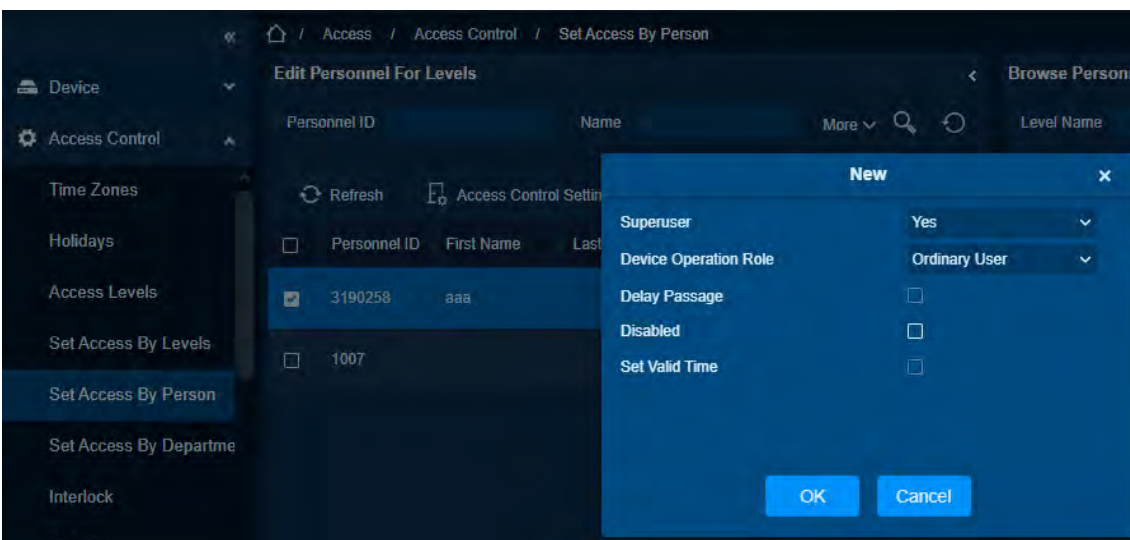 « / Access / Access Control / Set Access By Person
Device
Access Control
Time Zones
Holidays
Access Levels
Set Access By Levels
Set Access By Person
Set Access By Departme
Interlock
Edit Personnel For Levels <
Personnel ID Name More
Refresh Access Control Settin
Personnel ID First Name Last
3190258 aaa
1007
Browse Person
Level Name
New ×
Superuser Yes
Device Operation Role Ordinary User
Delay Passage
Disabled
Set Valid Time
OK Cancel